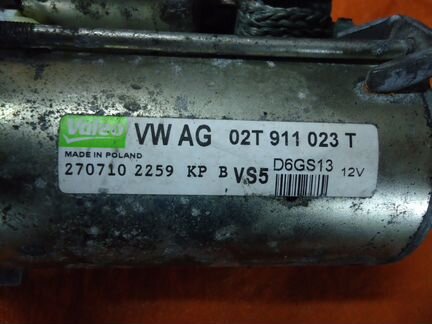 Valeo VW AG 02T 911 023 T
MADE IN POLAND
270710 2259 KP B VS5 D6GS13 12V